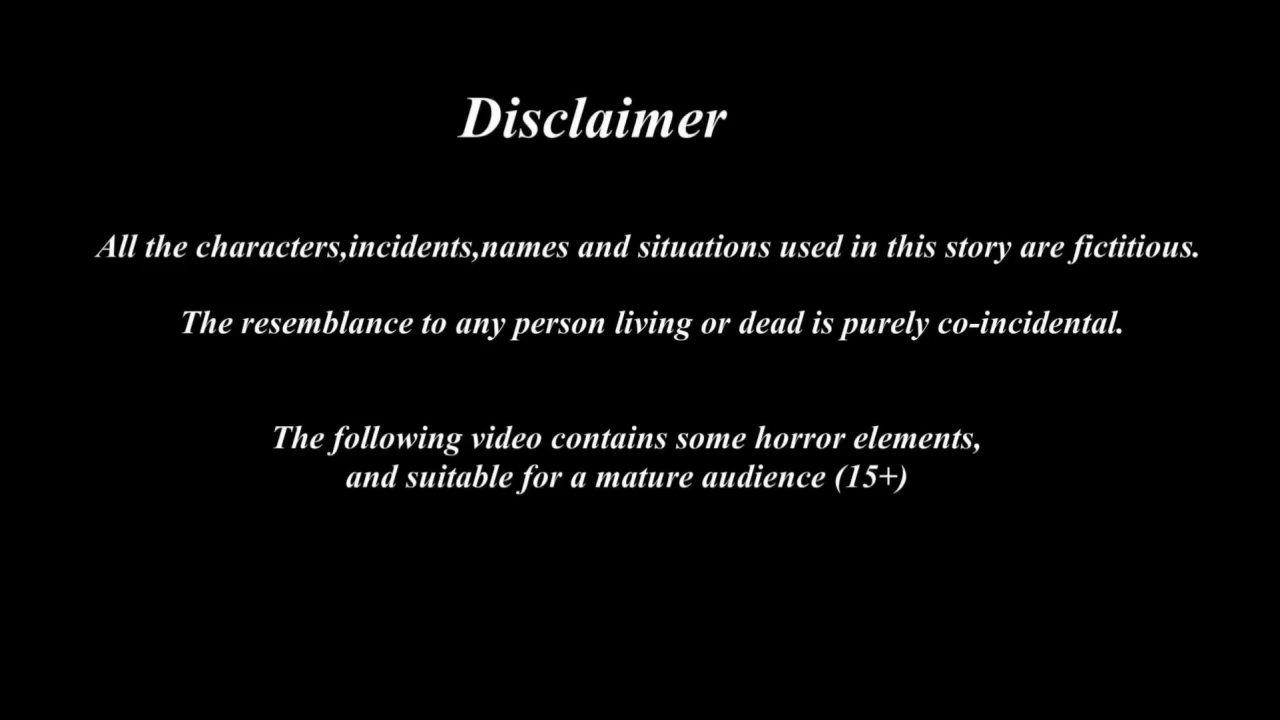 Disclaimer
All the characters,incidents,names and situations used in this story are fictitious.
The resemblance to any person living or dead is purely co-incidental.
The following video contains some horror elements,
and suitable for a mature audience (15+)